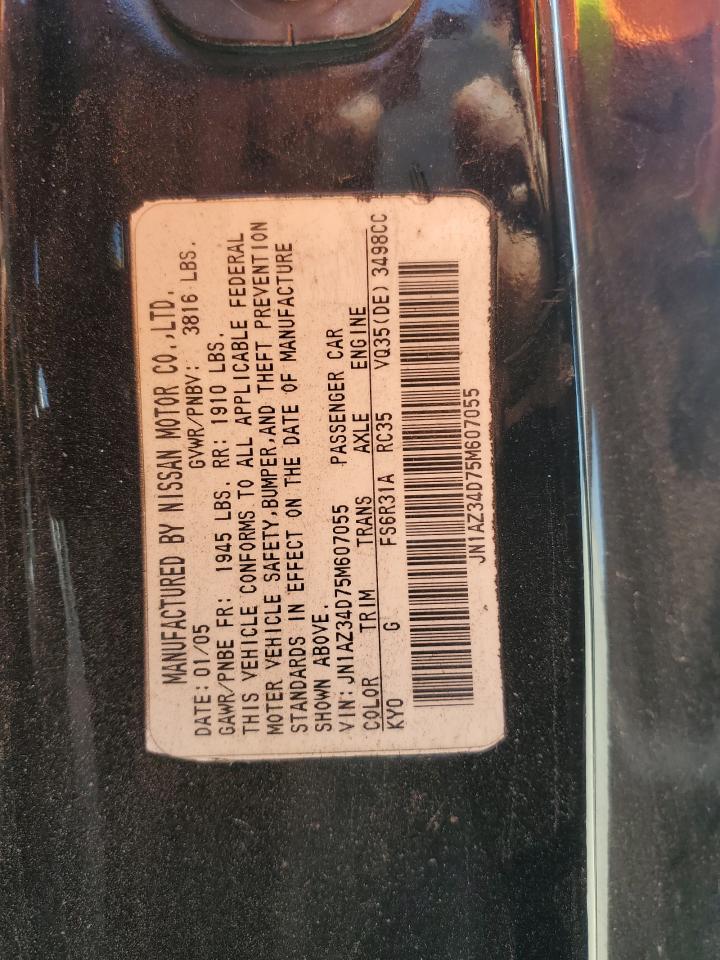 MANUFACTURED BY NISSAN MOTOR CO.,LTD.
DATE: 01/05 GVWR/PNBV: 3816 LBS.
GAWR/PNBE FR: 1945 LBS. RR: 1910 LBS.
THIS VEHICLE CONFORMS TO ALL APPLICABLE FEDERAL
MOTER VEHICLE SAFETY,BUMPER,AND THEFT PREVENTION
STANDARDS IN EFFECT ON THE DATE OF MANUFACTURE
SHOWN ABOVE.
VIN: JN1AZ34D75M607055 PASSENGER CAR
COLOR TRIM TRANS AXLE ENGINE
KY0 G FS6R31A RC35 VQ35(DE) 3498CC
JN1AZ34D75M607055